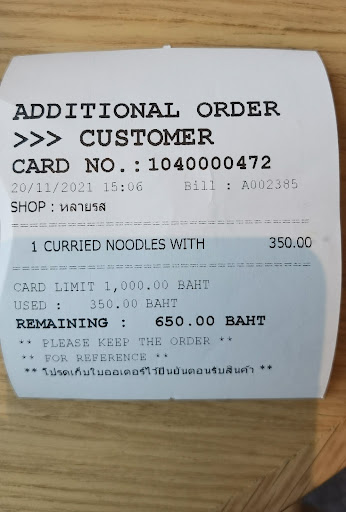 ADDITIONAL ORDER
>>> CUSTOMER
CARD NO.:1040000472
20/11/2021 15:06 Bill : A002385
SHOP : หลายรส
================================
1 CURRIED NOODLES WITH 350.00
================================
CARD LIMIT 1,000.00 BAHT
USED : 350.00 BAHT
REMAINING : 650.00 BAHT
** PLEASE KEEP THE ORDER **
** FOR REFERENCE **
** โปรดเก็บใบออเดอร์ไว้ยืนยันตอนรับสินค้า **